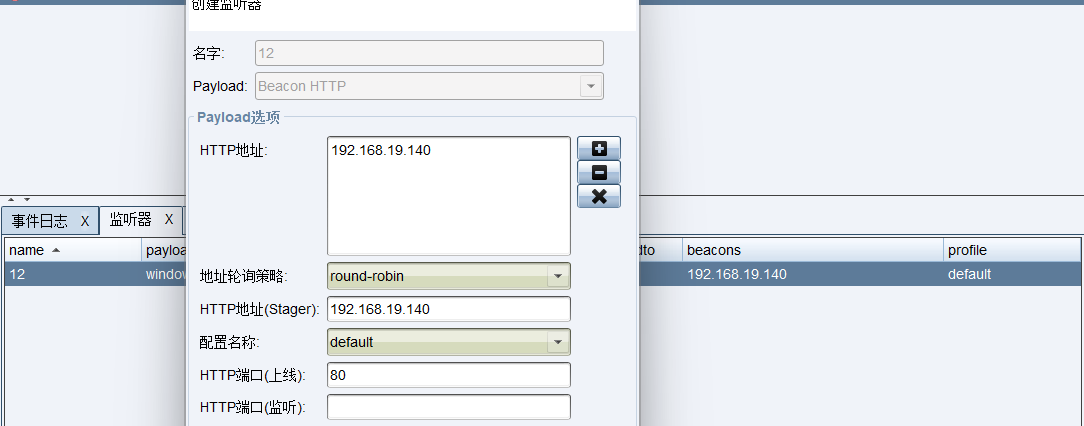 创建监听器
名字: 12
Payload: Beacon HTTP
Payload选项
HTTP地址: 192.168.19.140
地址轮询策略: round-robin
HTTP地址(Stager): 192.168.19.140
配置名称: default
HTTP端口(上线): 80
HTTP端口(监听):
事件日志 X 监听器 X
name payloa dto beacons profile
12 window 192.168.19.140 default